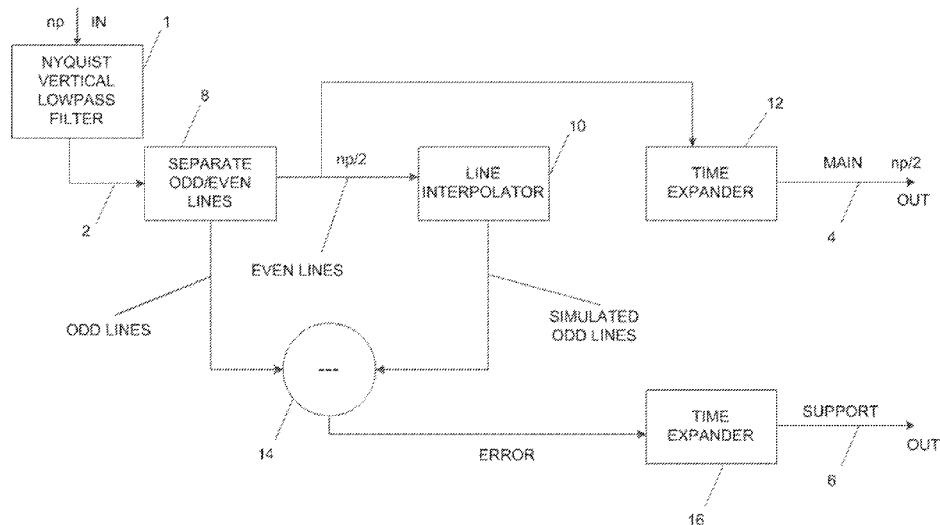 np IN
1
NYQUIST
VERTICAL
LOWPASS
FILTER
8
2
SEPARATE
ODD/EVEN
LINES
np/2
EVEN LINES
10
LINE
INTERPOLATOR
12
TIME
EXPANDER
MAIN np/2
OUT
4
ODD LINES
SIMULATED
ODD LINES
---
14
ERROR
TIME
EXPANDER
16
SUPPORT
OUT
6